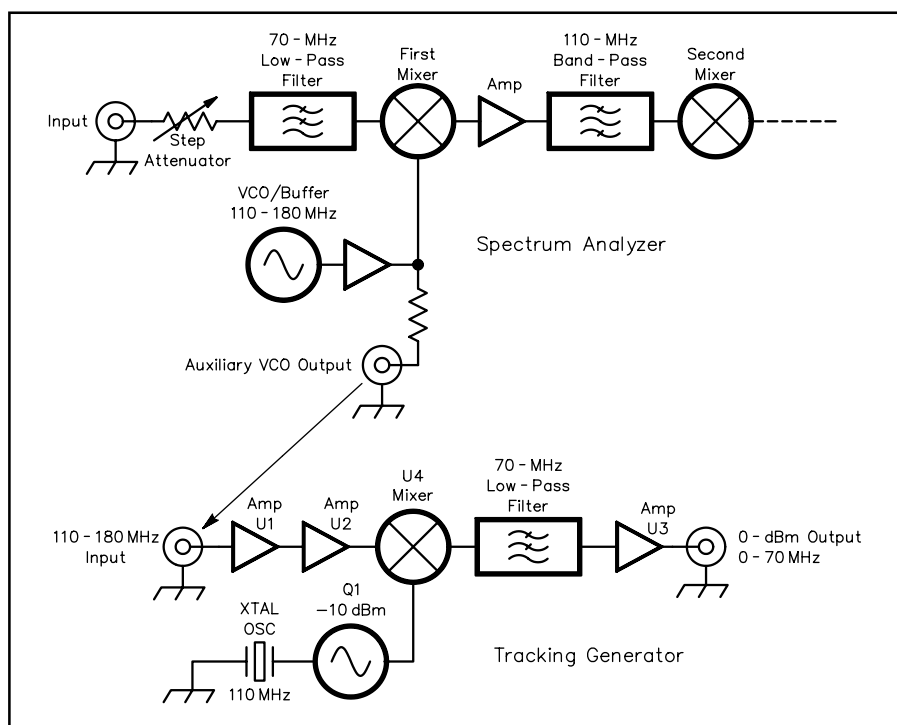 70-MHz
Low-Pass
Filter
First
Mixer
Amp
110-MHz
Band-Pass
Filter
Second
Mixer
Input
Step
Attenuator
VCO/Buffer
110-180 MHz
Spectrum Analyzer
Auxiliary VCO Output
110-180 MHz
Input
Amp
U1
Amp
U2
U4
Mixer
70-MHz
Low-Pass
Filter
Amp
U3
0-dBm Output
0-70 MHz
XTAL
OSC
110 MHz
Q1
-10 dBm
Tracking Generator